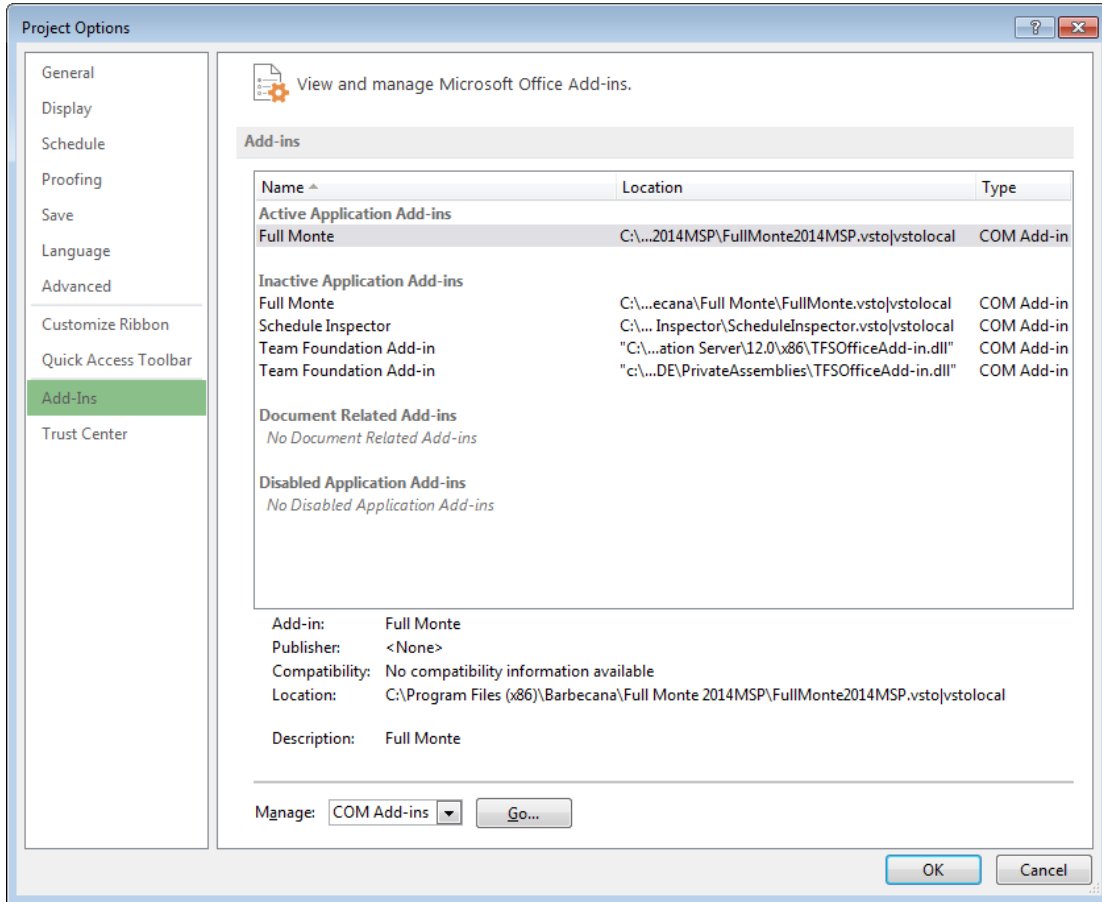 Project Options
General
Display
Schedule
Proofing
Save
Language
Advanced
Customize Ribbon
Quick Access Toolbar
Add-Ins
Trust Center
View and manage Microsoft Office Add-ins.
Add-ins
Name Location Type
Active Application Add-ins
Full Monte C:\...2014MSP\FullMonte2014MSP.vsto|vstolocal COM Add-in
Inactive Application Add-ins
Full Monte C:\...ecana\Full Monte\FullMonte.vsto|vstolocal COM Add-in
Schedule Inspector C:\... Inspector\ScheduleInspector.vsto|vstolocal COM Add-in
Team Foundation Add-in "C:\...ation Server\12.0\x86\TFSOfficeAdd-in.dll" COM Add-in
Team Foundation Add-in "c:\...DE\PrivateAssemblies\TFSOfficeAdd-in.dll" COM Add-in
Document Related Add-ins
No Document Related Add-ins
Disabled Application Add-ins
No Disabled Application Add-ins
Add-in: Full Monte
Publisher: <None>
Compatibility: No compatibility information available
Location: C:\Program Files (x86)\Barbecana\Full Monte 2014MSP\FullMonte2014MSP.vsto|vstolocal
Description: Full Monte
Manage: COM Add-ins Go...
OK Cancel